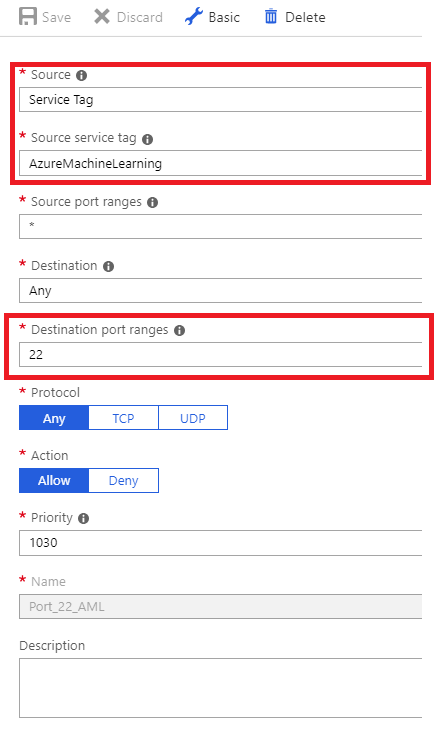 Save Discard Basic Delete
* Source
Service Tag
* Source service tag
AzureMachineLearning
* Source port ranges
*
* Destination
Any
* Destination port ranges
22
* Protocol
Any TCP UDP
* Action
Allow Deny
* Priority
1030
* Name
Port_22_AML
Description